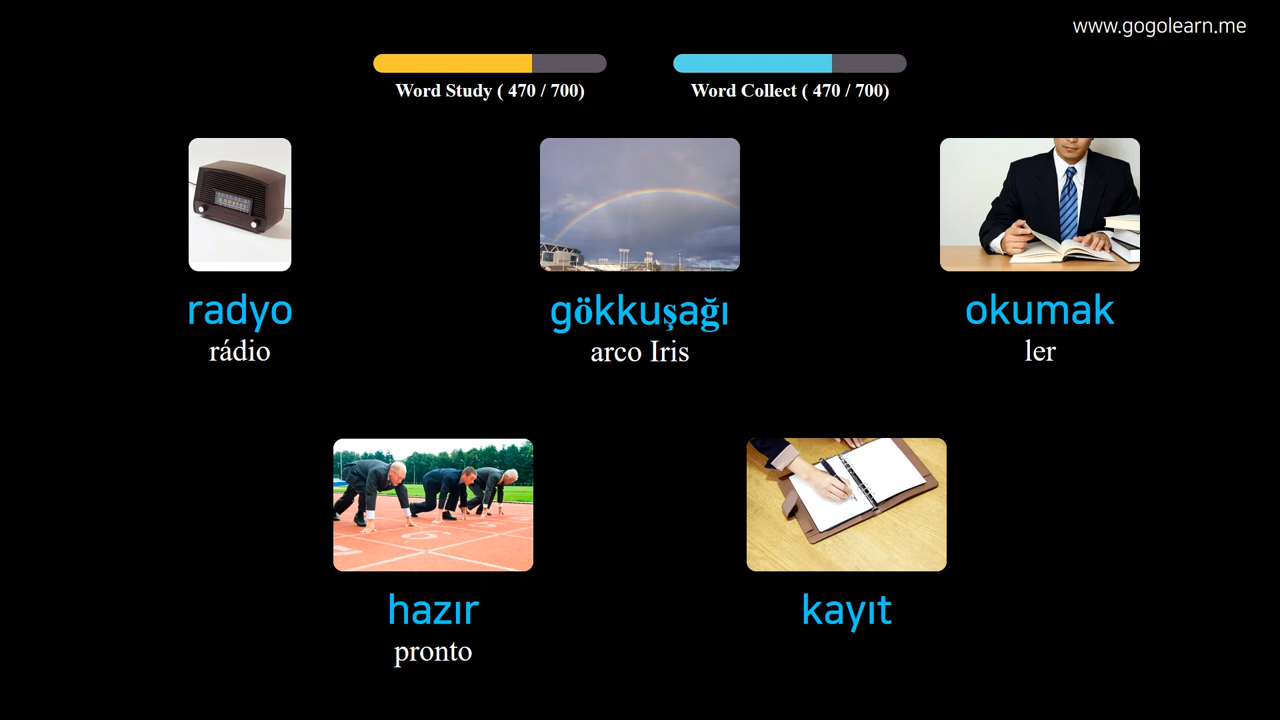 www.gogolearn.me
Word Study ( 470 / 700)
Word Collect ( 470 / 700)
radyo
rádio
gökkuşağı
arco Iris
okumak
ler
hazır
pronto
kayıt